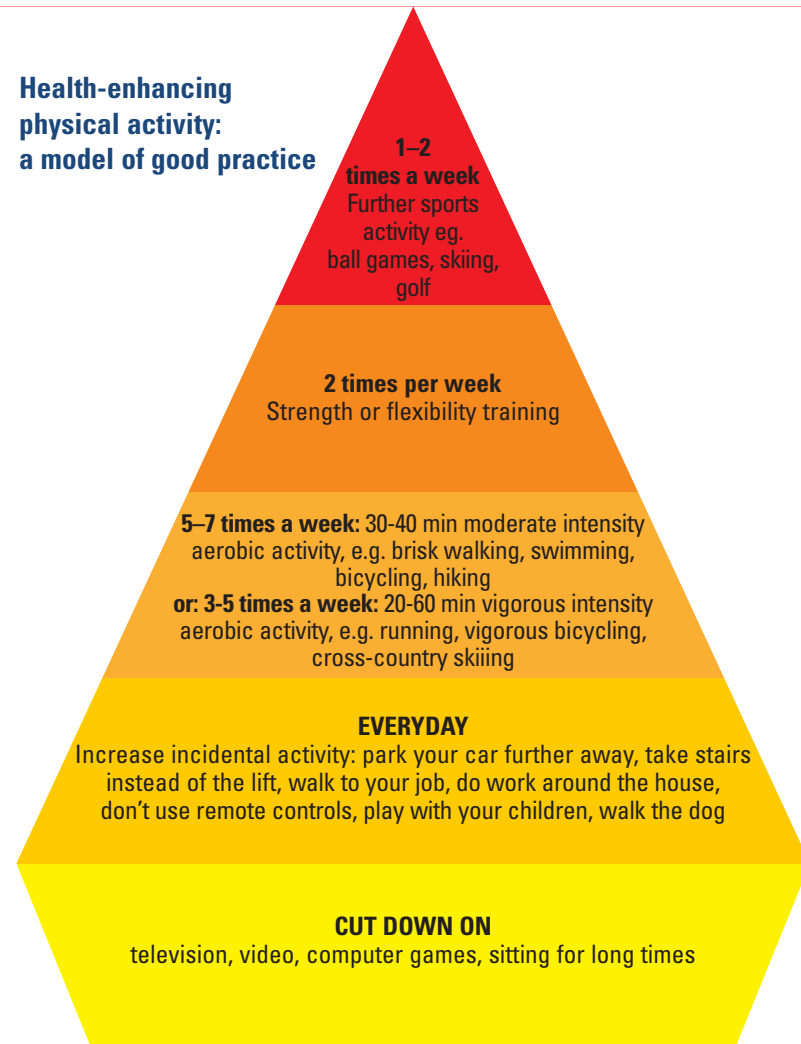 Health-enhancing
physical activity:
a model of good practice
1–2
times a week
Further sports
activity eg.
ball games, skiing,
golf
2 times per week
Strength or flexibility training
5–7 times a week: 30-40 min moderate intensity
aerobic activity, e.g. brisk walking, swimming,
bicycling, hiking
or: 3-5 times a week: 20-60 min vigorous intensity
aerobic activity, e.g. running, vigorous bicycling,
cross-country skiiing
EVERYDAY
Increase incidental activity: park your car further away, take stairs
instead of the lift, walk to your job, do work around the house,
don’t use remote controls, play with your children, walk the dog
CUT DOWN ON
television, video, computer games, sitting for long times